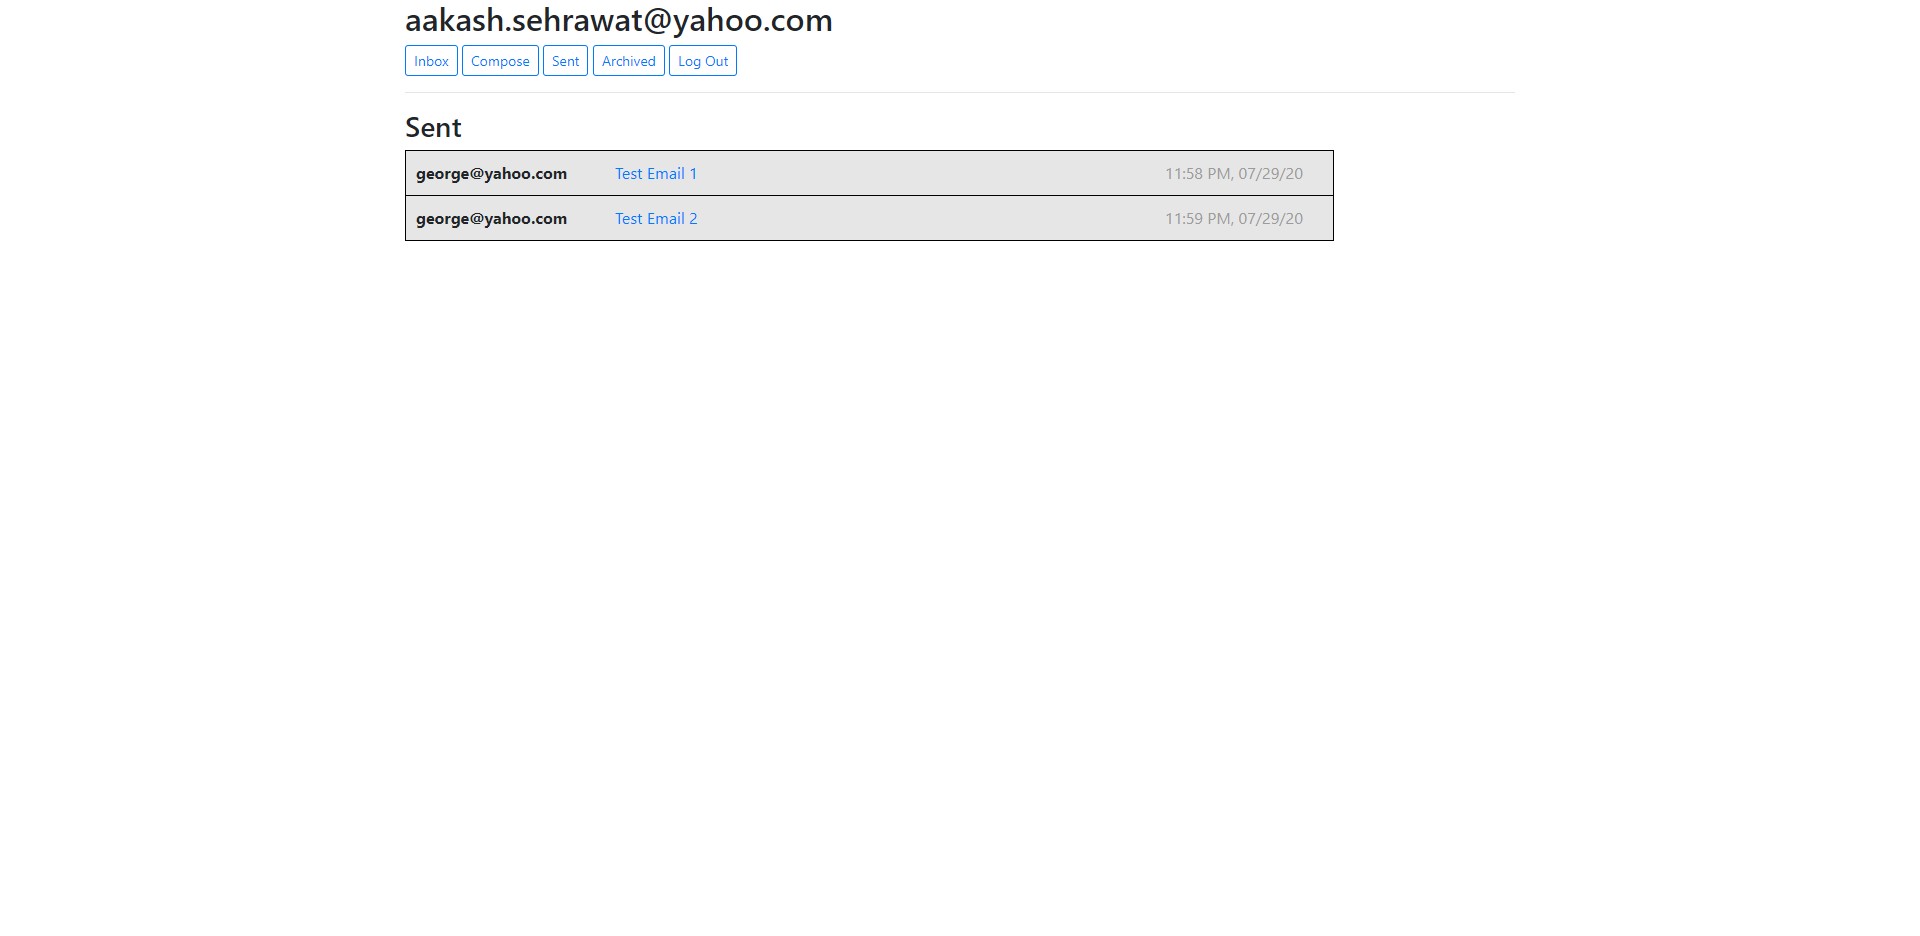 aakash.sehrawat@yahoo.com
Inbox Compose Sent Archived Log Out
Sent
george@yahoo.com Test Email 1 11:58 PM, 07/29/20
george@yahoo.com Test Email 2 11:59 PM, 07/29/20